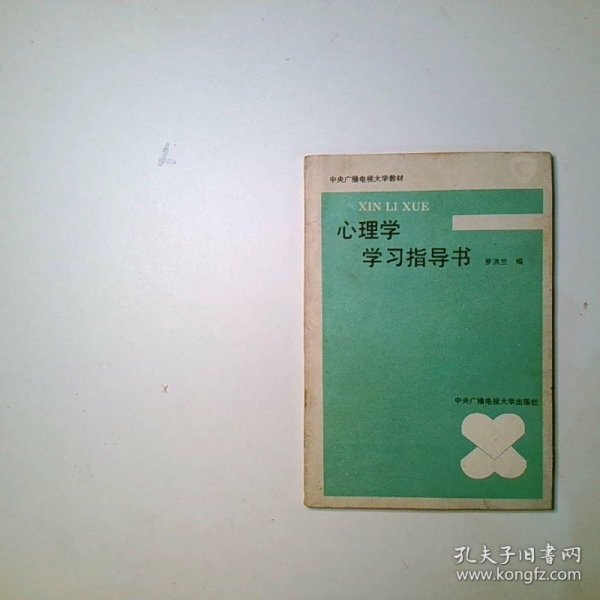 中央广播电视大学教材
XIN LI XUE
心理学
学习指导书
罗洪兰 编
中央广播电视大学出版社
孔夫子旧书网
www.kongfz.com